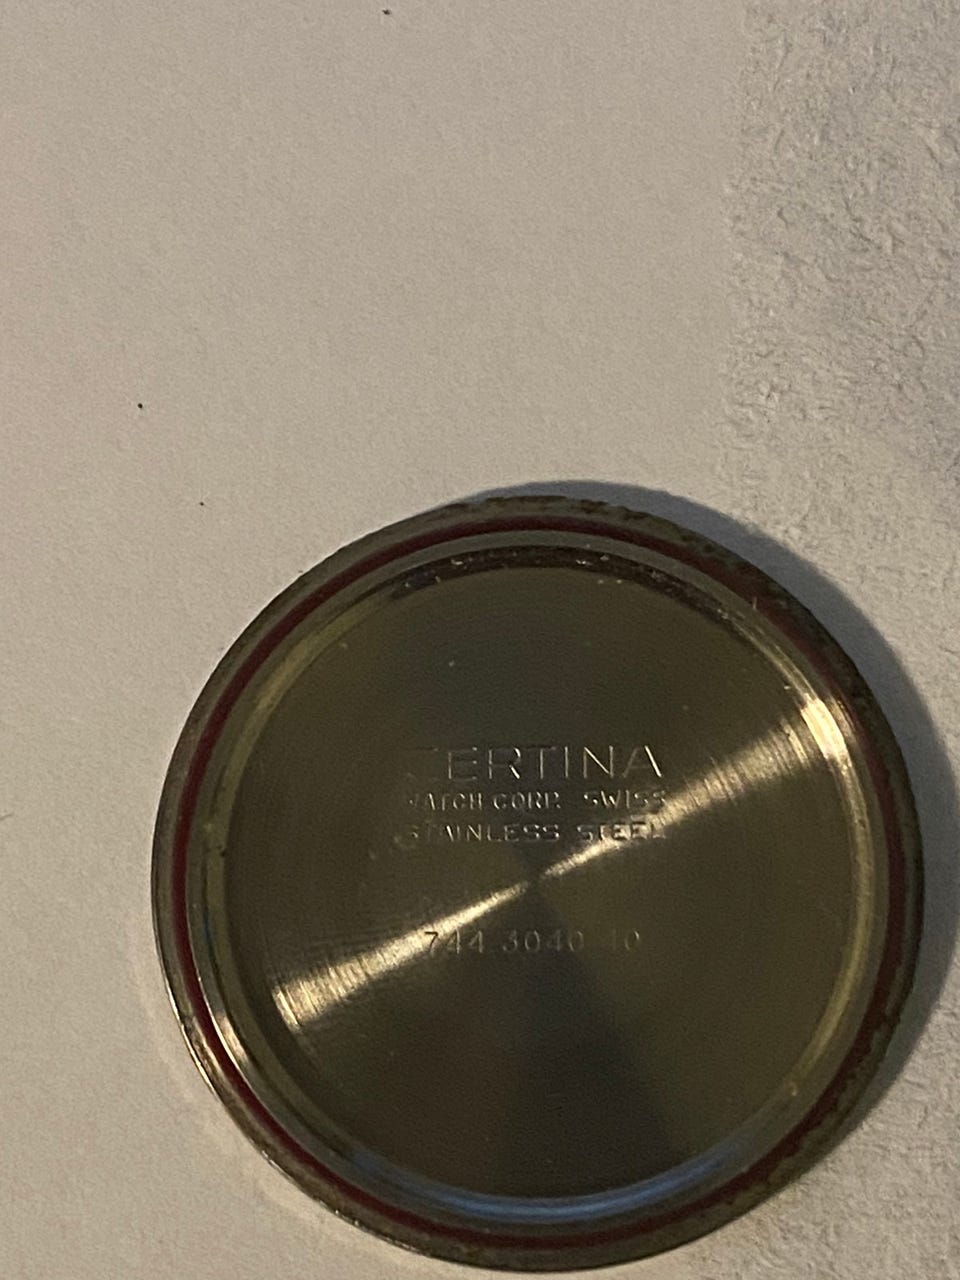 CERTINA
WATCH CORP. SWISS
STAINLESS STEEL
744.3040 10